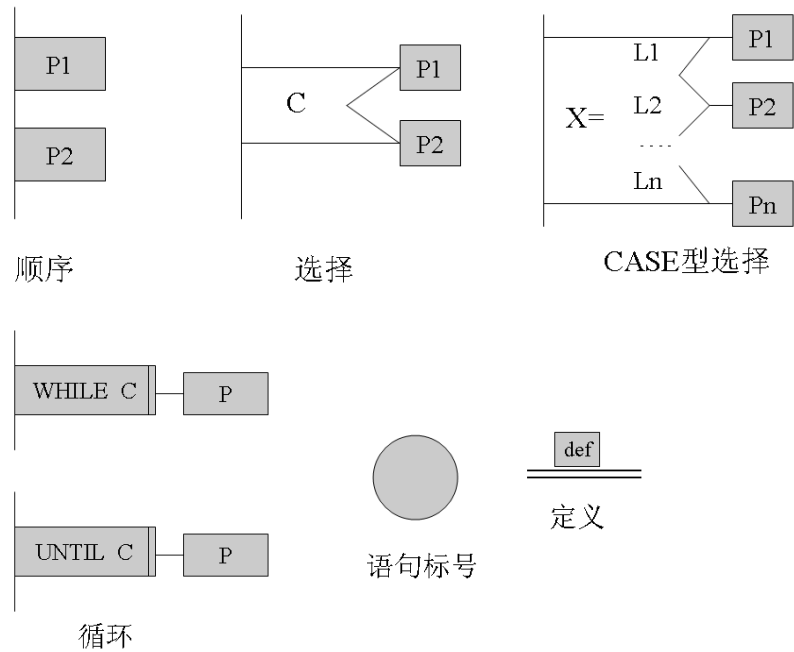 P1
P2
顺序
C
P1
P2
选择
X=
L1
L2
....
Ln
P1
P2
Pn
CASE型选择
WHILE C
P
UNTIL C
P
循环
语句标号
def
定义